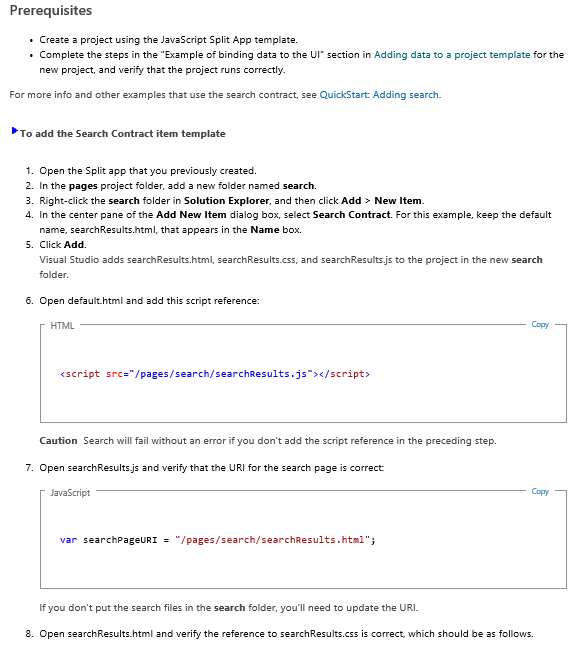 Prerequisites
• Create a project using the JavaScript Split App template.
• Complete the steps in the "Example of binding data to the UI" section in Adding data to a project template for the
new project, and verify that the project runs correctly.
For more info and other examples that use the search contract, see QuickStart: Adding search.
To add the Search Contract item template
1. Open the Split app that you previously created.
2. In the pages project folder, add a new folder named search.
3. Right-click the search folder in Solution Explorer, and then click Add > New Item.
4. In the center pane of the Add New Item dialog box, select Search Contract. For this example, keep the default
name, searchResults.html, that appears in the Name box.
5. Click Add.
Visual Studio adds searchResults.html, searchResults.css, and searchResults.js to the project in the new search
folder.
6. Open default.html and add this script reference:
HTML Copy
<script src="/pages/search/searchResults.js"></script>
Caution Search will fail without an error if you don't add the script reference in the preceding step.
7. Open searchResults.js and verify that the URI for the search page is correct:
JavaScript Copy
var searchPageURI = "/pages/search/searchResults.html";
If you don't put the search files in the search folder, you'll need to update the URI.
8. Open searchResults.html and verify the reference to searchResults.css is correct, which should be as follows.